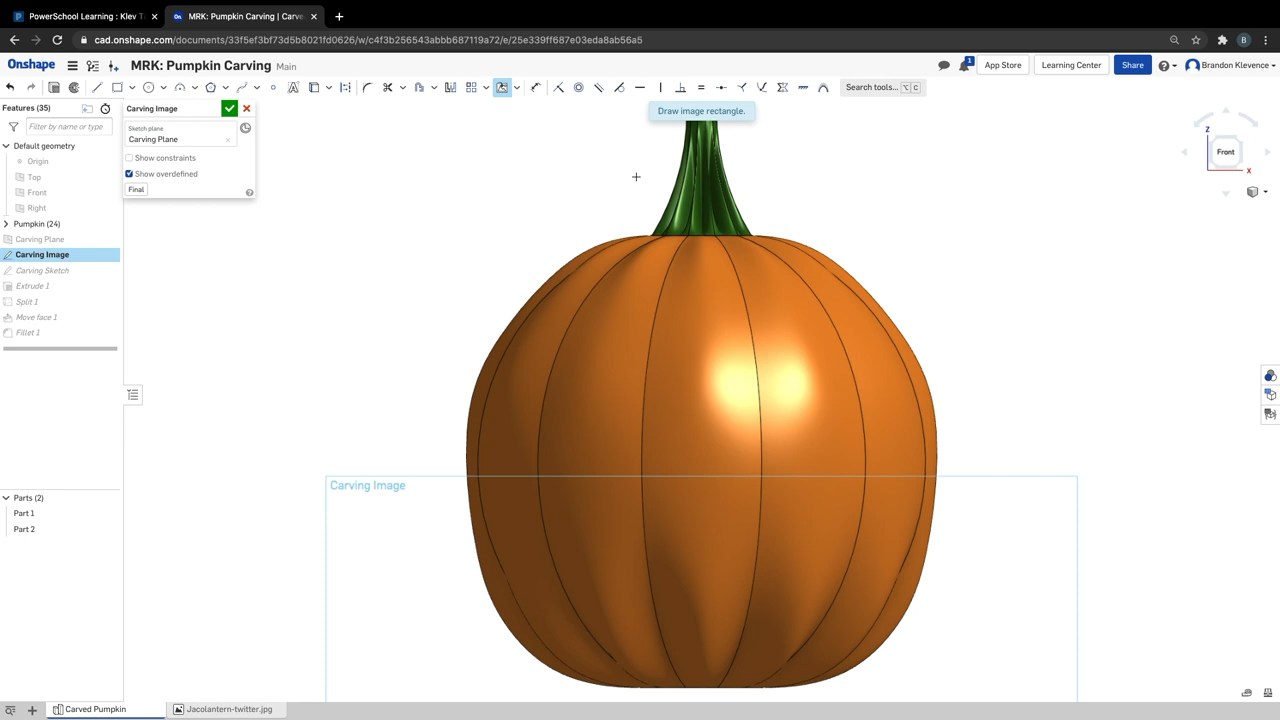 PowerSchool Learning : Klev T
MRK: Pumpkin Carving | Carve
cad.onshape.com/documents/33f5ef3bf73d5b8021fd0626/w/c4f3b256543abbb687119a72/e/25e339ff687e03eda8ab56a5
B
Onshape
MRK: Pumpkin Carving Main
1
App Store
Learning Center
Share
Brandon Klevence
Search tools...
⌥ C
Features (35)
Filter by name or type
Default geometry
Origin
Top
Front
Right
Pumpkin (24)
Carving Plane
Carving Image
Carving Sketch
Extrude 1
Split 1
Move face 1
Fillet 1
Parts (2)
Part 1
Part 2
Carving Image
Sketch plane
Carving Plane
Show constraints
Show overdefined
Final
Draw image rectangle.
Z
Front
X
Carving Image
Carved Pumpkin
Jacolantern-twitter.jpg